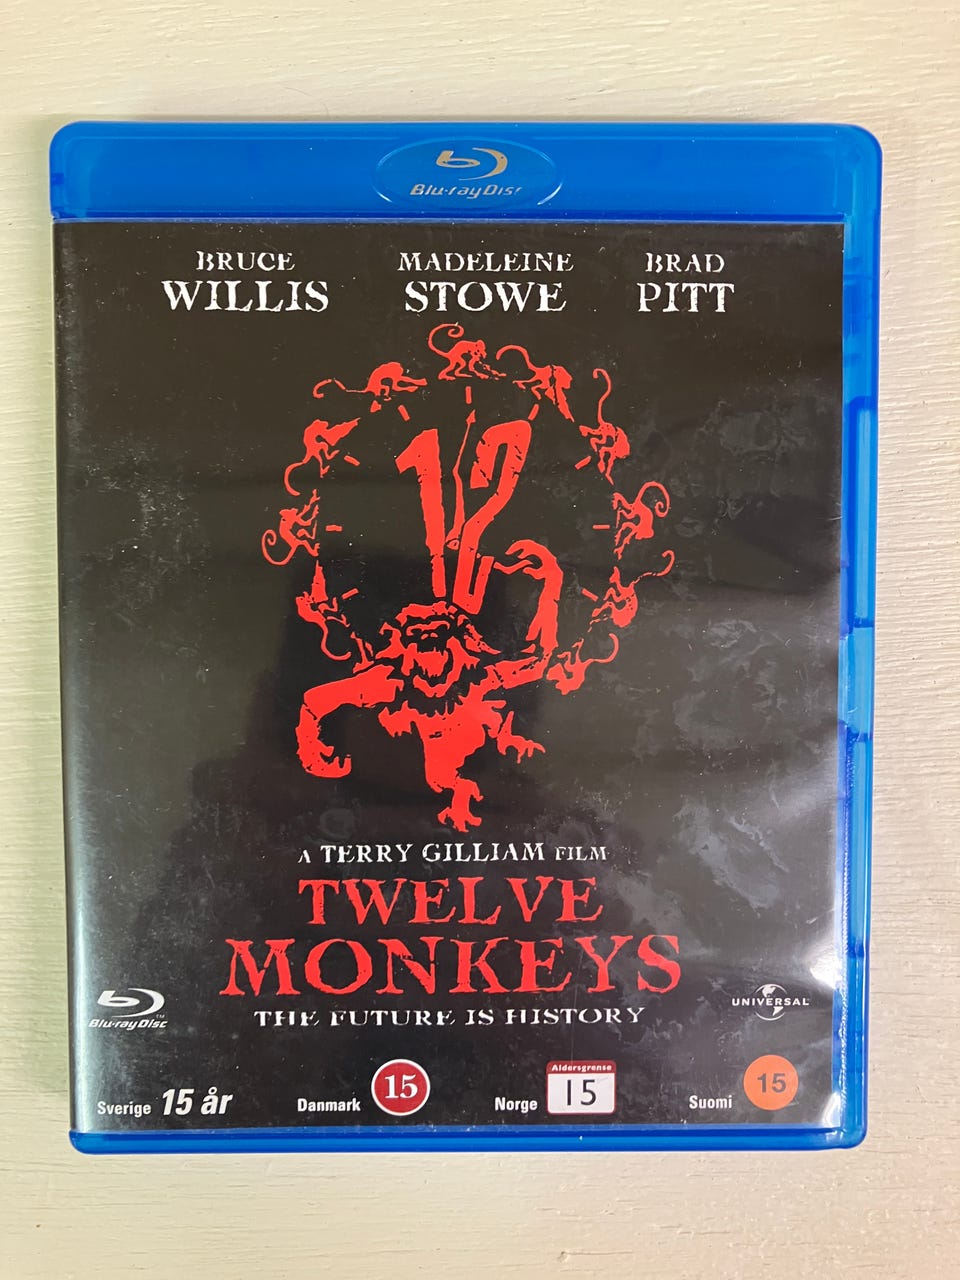 Blu-ray Disc
BRUCE WILLIS
MADELEINE STOWE
BRAD PITT
12
A TERRY GILLIAM FILM
TWELVE
MONKEYS
THE FUTURE IS HISTORY
Blu-ray Disc™
UNIVERSAL
Sverige 15 år
Danmark 15
Norge Aldersgrense 15
Suomi 15